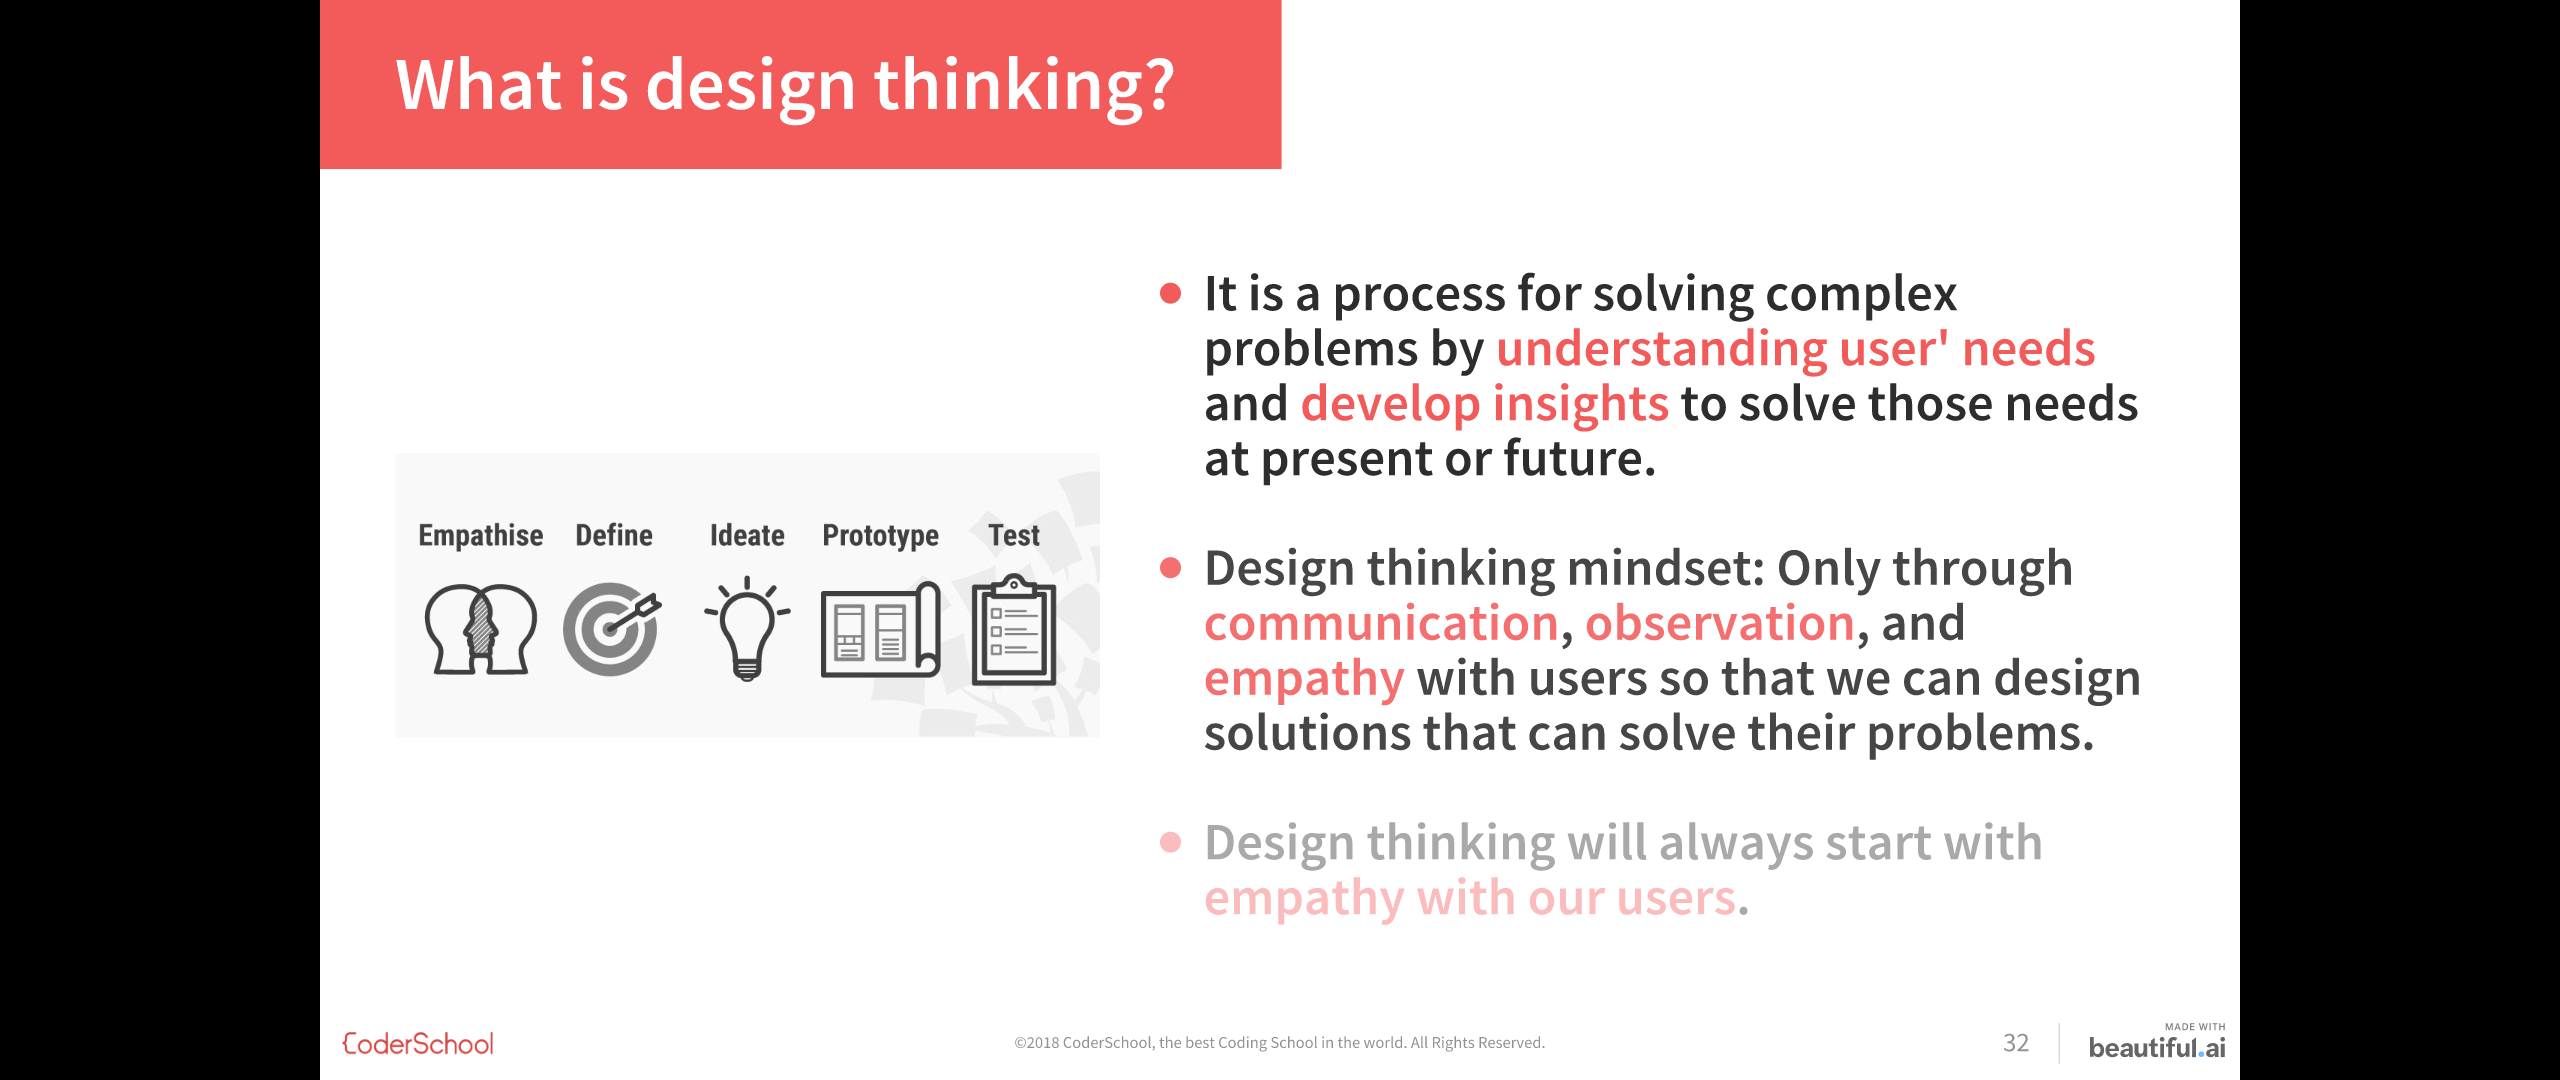 What is design thinking?
Empathise Define Ideate Prototype Test
It is a process for solving complex
problems by understanding user' needs
and develop insights to solve those needs
at present or future.
Design thinking mindset: Only through
communication, observation, and
empathy with users so that we can design
solutions that can solve their problems.
Design thinking will always start with
empathy with our users.
CoderSchool
©2018 CoderSchool, the best Coding School in the world. All Rights Reserved.
32
MADE WITH
beautiful.ai